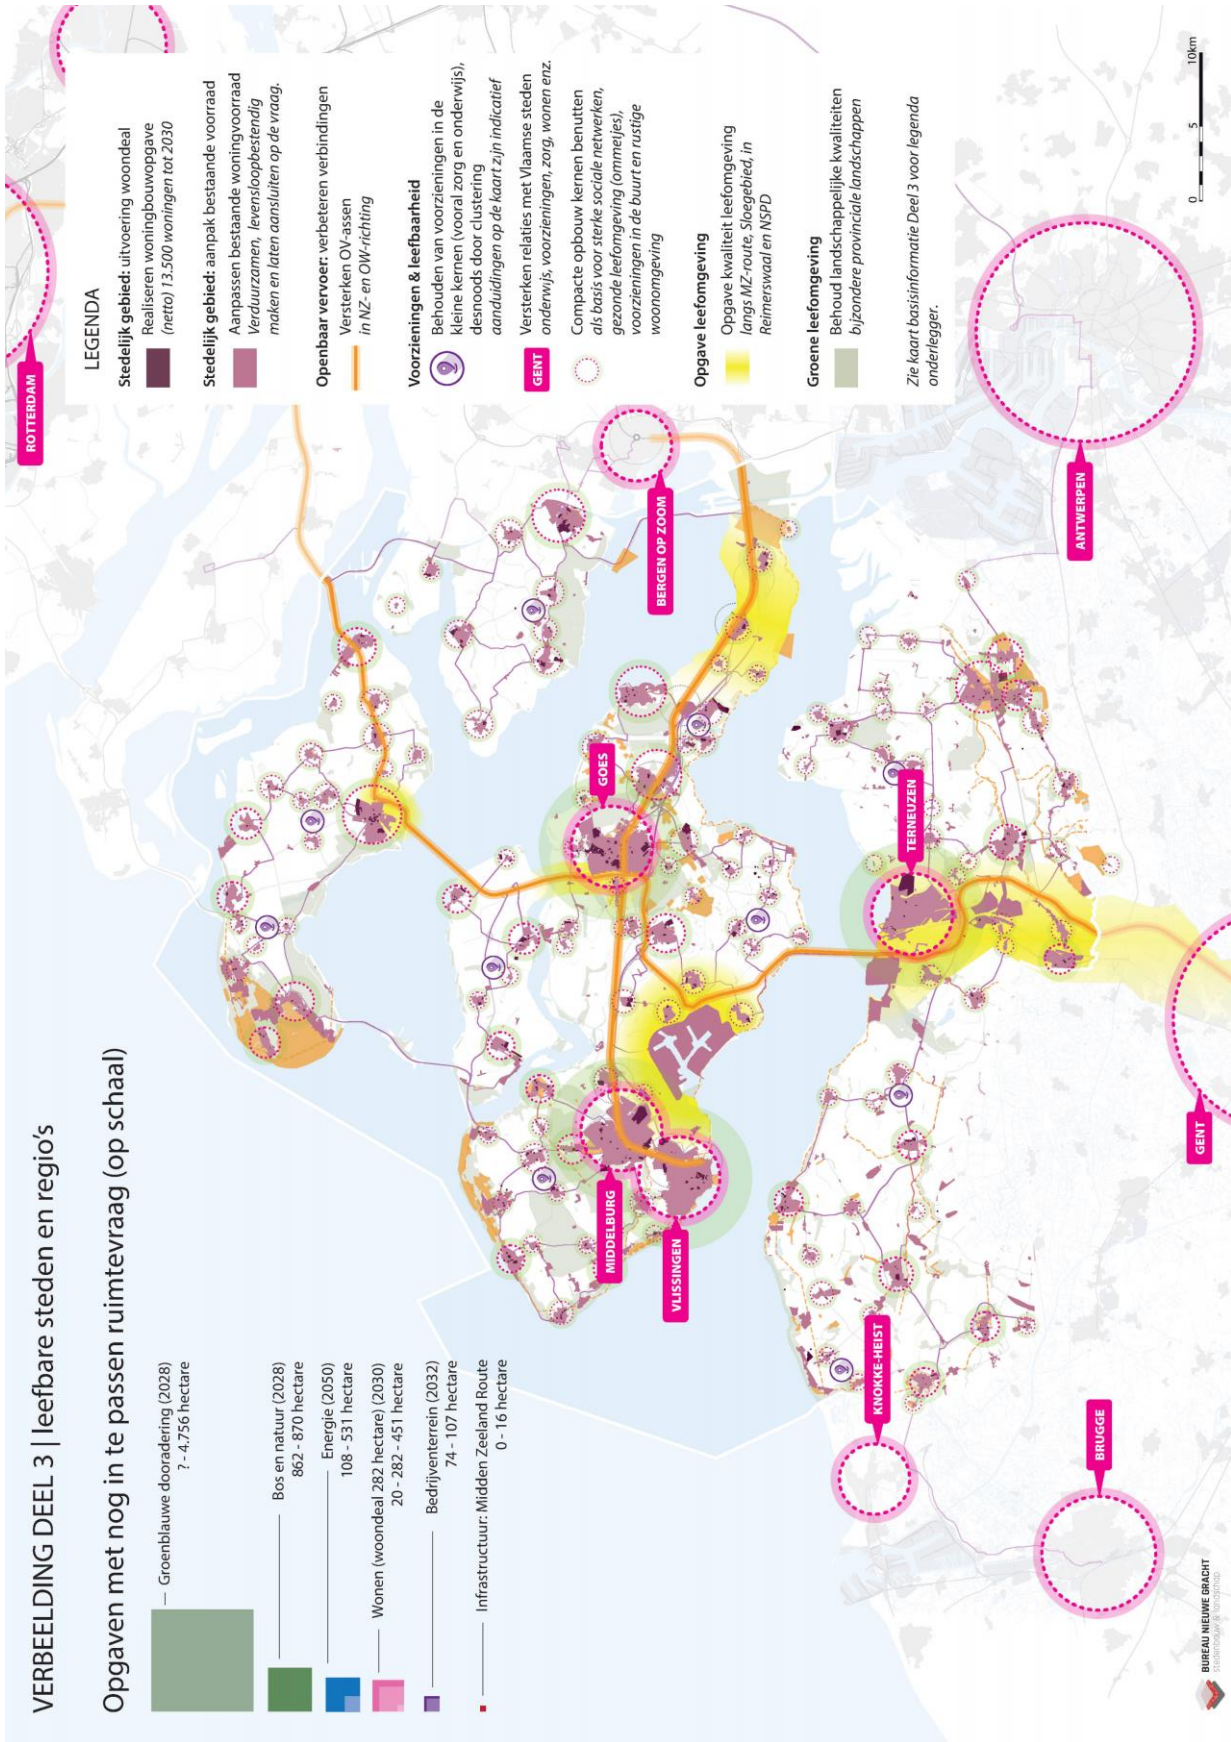 VERBEELDING DEEL 3 | leefbare steden en regio's
Opgaven met nog in te passen ruimtevraag (op schaal)
Groenblauwe dooradering (2028)
? - 4.756 hectare
Bos en natuur (2028)
862 - 870 hectare
Energie (2050)
108 - 531 hectare
Wonen (woondeal 282 hectare) (2030)
20 - 282 - 451 hectare
Bedrijventerrein (2032)
74 - 107 hectare
Infrastructuur: Midden Zeeland Route
0 - 16 hectare
ROTTERDAM
BERGEN OP ZOOM
ANTWERPEN
GOES
TERNEUZEN
MIDDELBURG
VLISSINGEN
KNOKKE-HEIST
BRUGGE
GENT
LEGENDA
Stedelijk gebied: uitvoering woondeal
Realiseren woningbouwopgave
(netto) 13.500 woningen tot 2030
Stedelijk gebied: aanpak bestaande voorraad
Aanpassen bestaande woningvoorraad
Verduurzamen, levensloopbestendig
maken en laten aansluiten op de vraag.
Openbaar vervoer: verbeteren verbindingen
Versterken OV-assen
in NZ- en OW-richting
Voorzieningen & leefbaarheid
Behouden van voorzieningen in de
kleine kernen (vooral zorg en onderwijs),
desnoods door clustering
aanduidingen op de kaart zijn indicatief
GENT
Versterken relaties met Vlaamse steden
onderwijs, voorzieningen, zorg, wonen enz.
Compacte opbouw kernen benutten
als basis voor sterke sociale netwerken,
gezonde leefomgeving (ommetjes),
voorzieningen in de buurt en rustige
woonomgeving
Opgave leefomgeving
Opgave kwaliteit leefomgeving
langs MZ-route, Sloegebied, in
Reimerswaal en NSPD
Groene leefomgeving
Behoud landschappelijke kwaliteiten
bijzondere provinciale landschappen
Zie kaart basisinformatie Deel 3 voor legenda
onderlegger.
0 5 10km
BUREAU NIEUWE GRACHT
stedenbouw & landschap